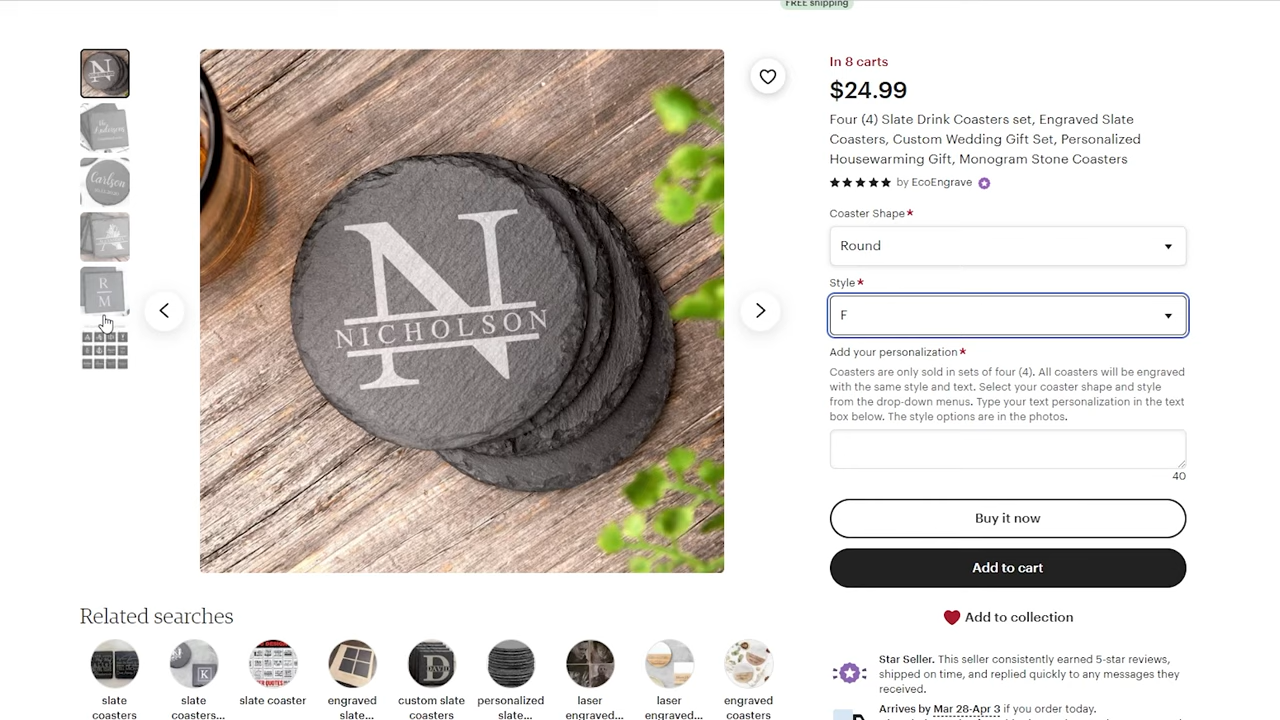 FREE shipping
In 8 carts
$24.99
Four (4) Slate Drink Coasters set, Engraved Slate
Coasters, Custom Wedding Gift Set, Personalized
Housewarming Gift, Monogram Stone Coasters
by EcoEngrave
Coaster Shape*
Round
Style*
F
Add your personalization*
Coasters are only sold in sets of four (4). All coasters will be engraved
with the same style and text. Select your coaster shape and style
from the drop-down menus. Type your text personalization in the text
box below. The style options are in the photos.
40
Buy it now
Add to cart
Add to collection
Star Seller. This seller consistently earned 5-star reviews,
shipped on time, and replied quickly to any messages they
received.
Arrives by Mar 28-Apr 3 if you order today.
N
NICHOLSON
N
Carlson
R
M
Related searches
slate
coasters
slate
coasters...
slate coaster
engraved
slate...
custom slate
coasters
personalized
slate...
laser
engraved...
laser
engraved...
engraved
coasters
K